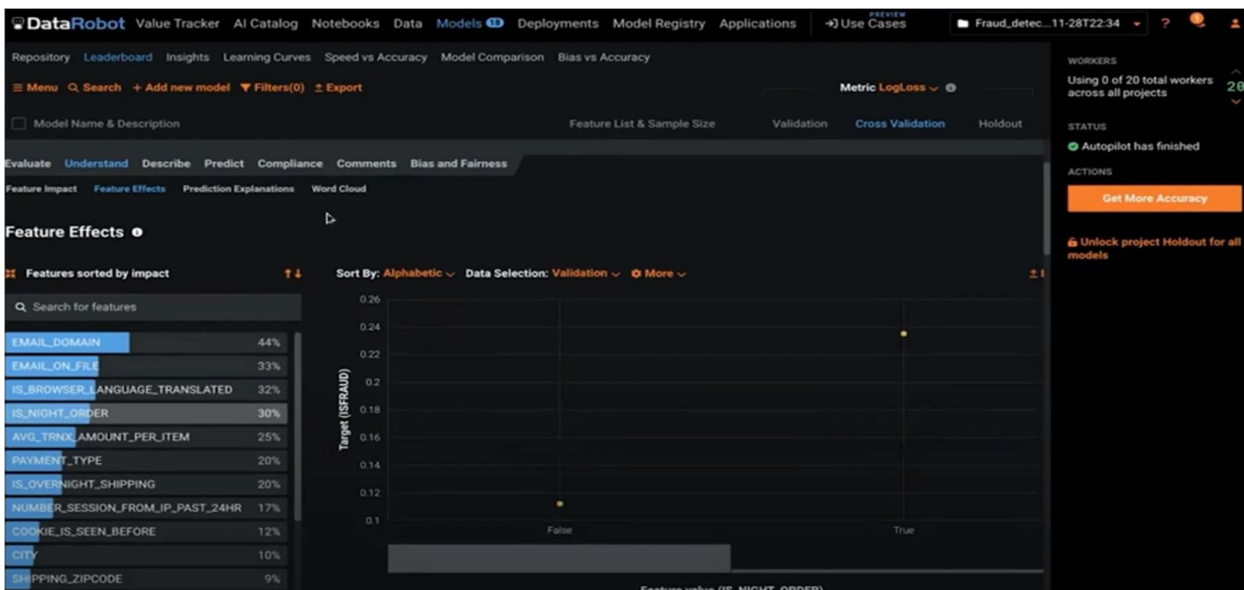 DataRobot Value Tracker AI Catalog Notebooks Data Models 18 Deployments Model Registry Applications PREVIEW Use Cases Fraud_detec...11-28T22:34 ? 1
Repository Leaderboard Insights Learning Curves Speed vs Accuracy Model Comparison Bias vs Accuracy
Menu Search + Add new model Filters(0) Export Metric LogLoss
Model Name & Description Feature List & Sample Size Validation Cross Validation Holdout
Evaluate Understand Describe Predict Compliance Comments Bias and Fairness
Feature Impact Feature Effects Prediction Explanations Word Cloud
Feature Effects
Features sorted by impact
Search for features
EMAIL_DOMAIN 44%
EMAIL_ON_FILE 33%
IS_BROWSER_LANGUAGE_TRANSLATED 32%
IS_NIGHT_ORDER 30%
AVG_TRNX_AMOUNT_PER_ITEM 25%
PAYMENT_TYPE 20%
IS_OVERNIGHT_SHIPPING 20%
NUMBER_SESSION_FROM_IP_PAST_24HR 17%
COOKIE_IS_SEEN_BEFORE 12%
CITY 10%
SHIPPING_ZIPCODE 9%
Sort By: Alphabetic Data Selection: Validation More
Target (ISFRAUD)
0.26
0.24
0.22
0.2
0.18
0.16
0.14
0.12
0.1
False True
Feature value (IS_NIGHT_ORDER)
WORKERS
Using 0 of 20 total workers
across all projects
20
STATUS
Autopilot has finished
ACTIONS
Get More Accuracy
Unlock project Holdout for all
models